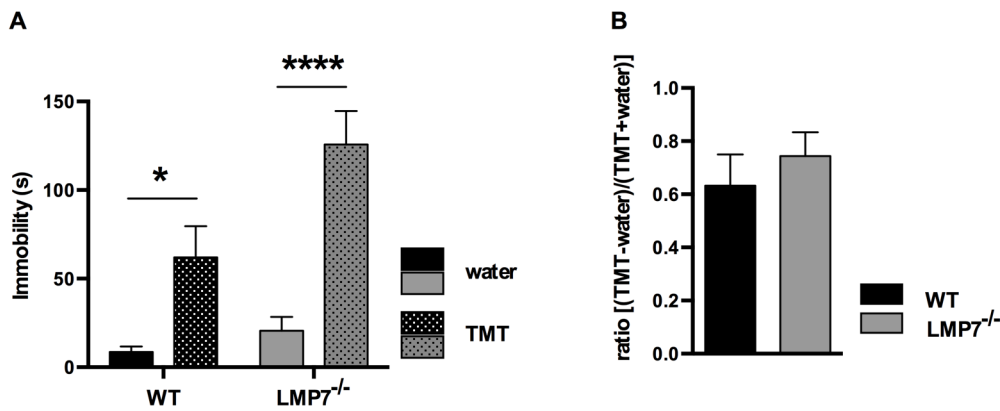 A
Immobility (s)
150
100
50
0
*
****
WT
LMP7-/-
water
TMT
B
ratio [(TMT-water)/(TMT+water)]
1.0
0.8
0.6
0.4
0.2
0.0
WT
LMP7-/-